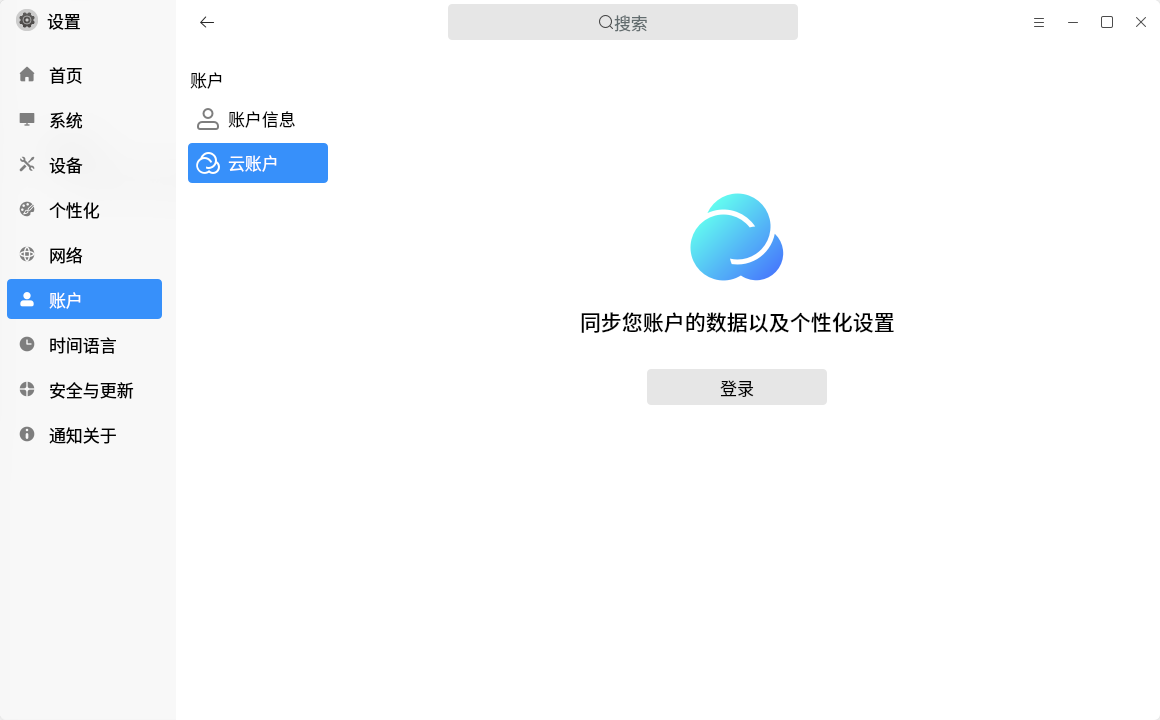 设置
搜索
首页
系统
设备
个性化
网络
账户
时间语言
安全与更新
通知关于
账户
账户信息
云账户
同步您账户的数据以及个性化设置
登录